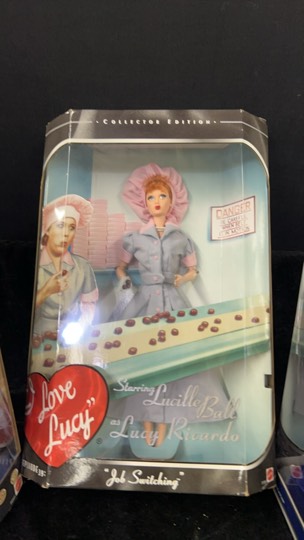 COLLECTOR EDITION
DANGER
Love
Lucy"
Starring Lucille Ball
as Lucy Ricardo
"Job Switching"